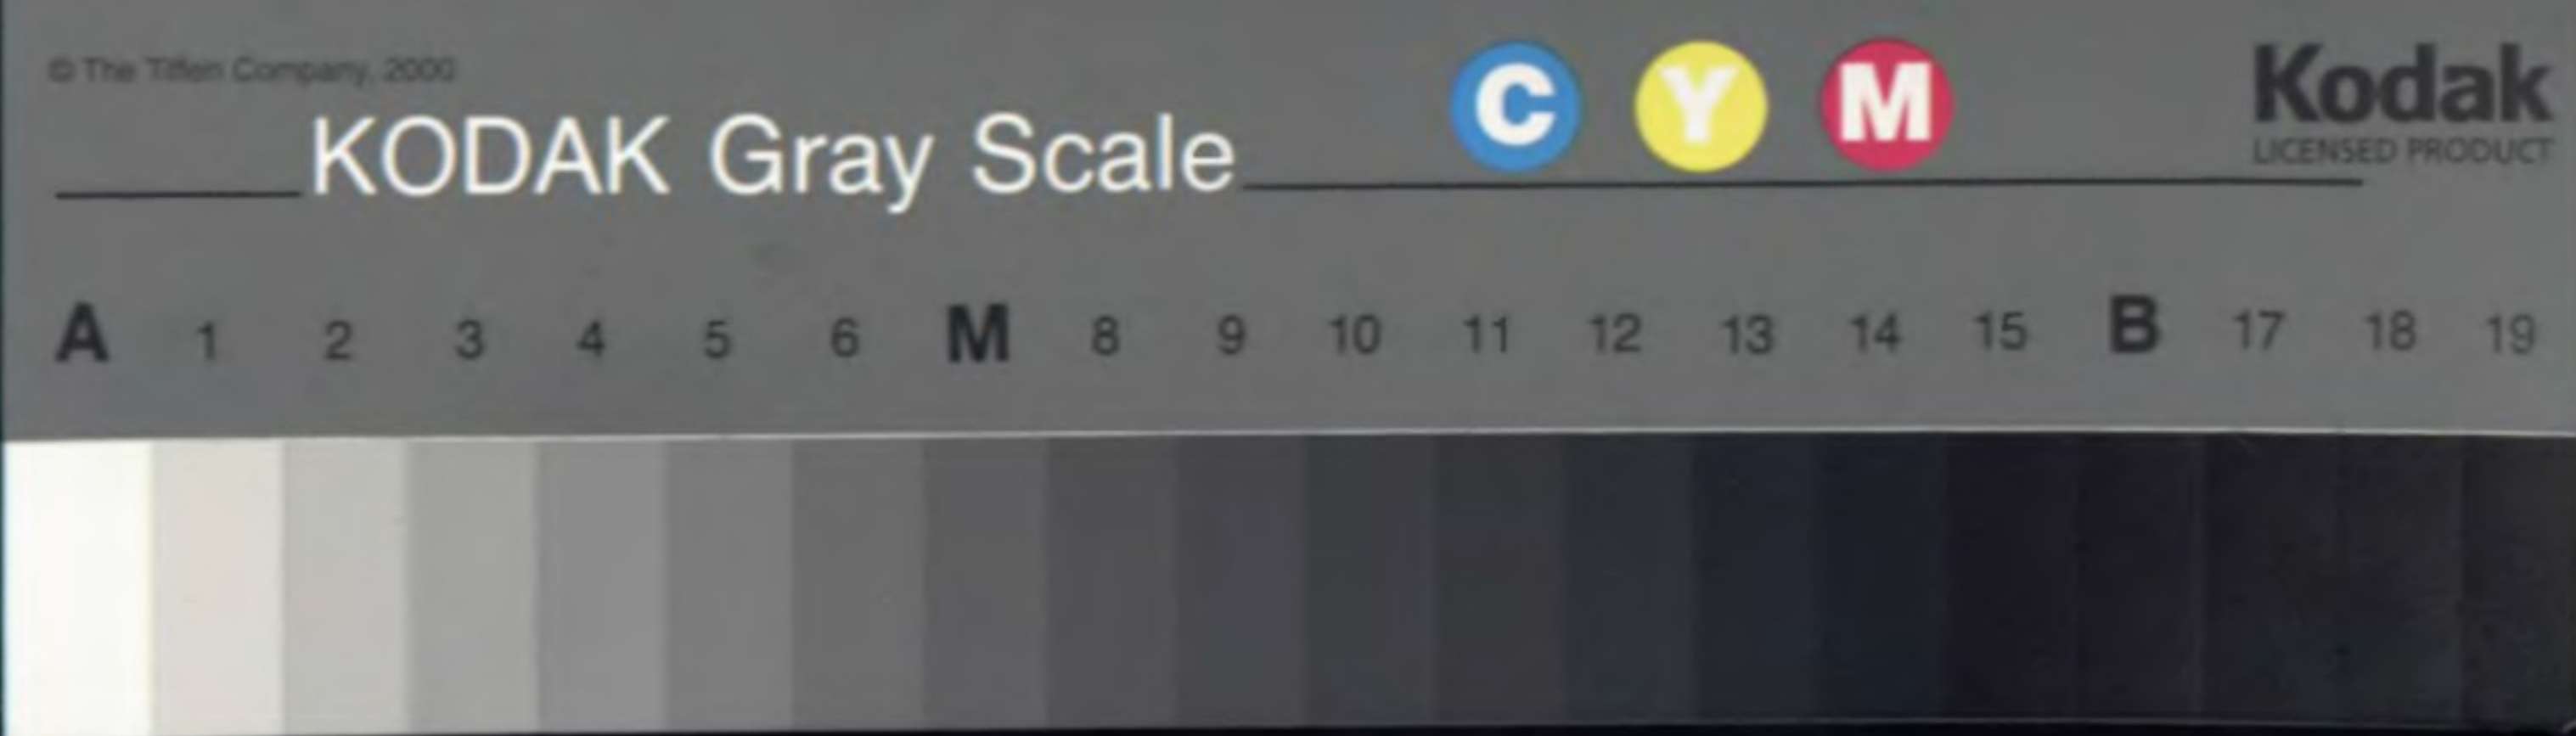 © The Tiffen Company, 2000
KODAK Gray Scale
C Y M
Kodak
LICENSED PRODUCT
A 1 2 3 4 5 6 M 8 9 10 11 12 13 14 15 B 17 18 19